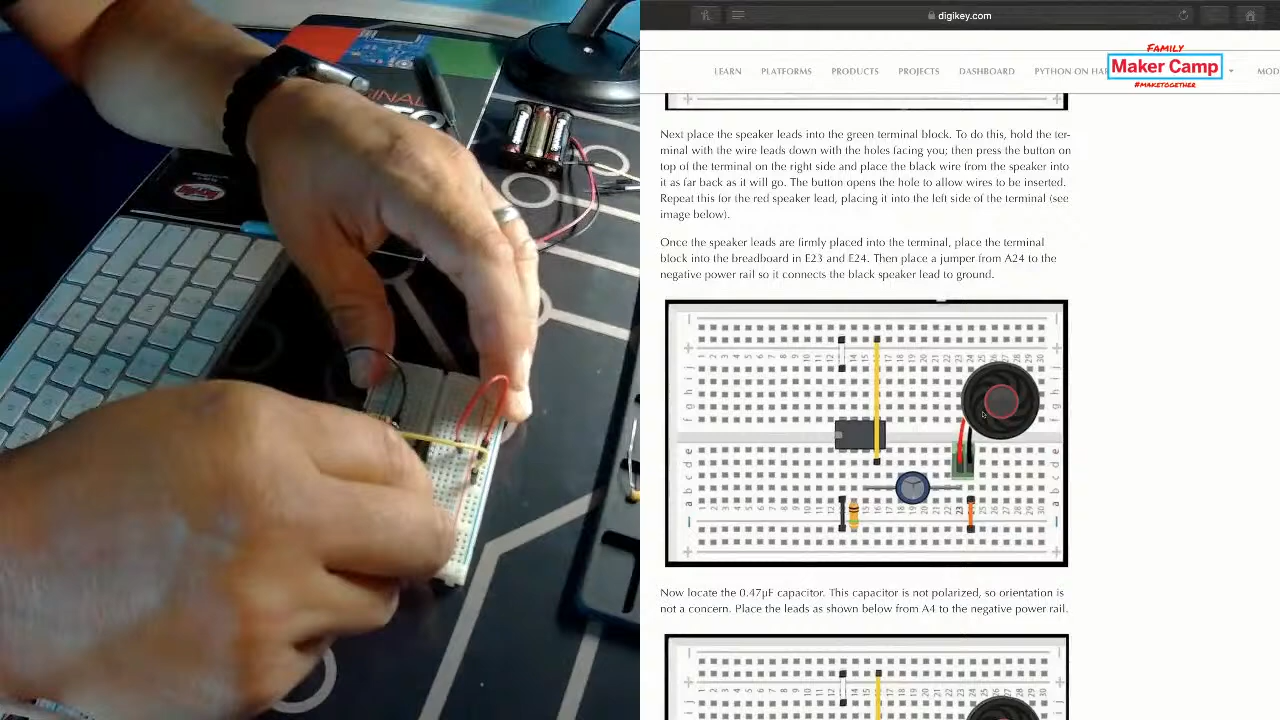 digikey.com
FAMILY
Maker Camp
#MAKETOGETHER
LEARN PLATFORMS PRODUCTS PROJECTS DASHBOARD PYTHON ON HAR MOD
Next place the speaker leads into the green terminal block. To do this, hold the ter-
minal with the wire leads down with the holes facing you; then press the button on
top of the terminal on the right side and place the black wire from the speaker into
it as far back as it will go. The button opens the hole to allow wires to be inserted.
Repeat this for the red speaker lead, placing it into the left side of the terminal (see
image below).
Once the speaker leads are firmly placed into the terminal, place the terminal
block into the breadboard in E23 and E24. Then place a jumper from A24 to the
negative power rail so it connects the black speaker lead to ground.
Now locate the 0.47µF capacitor. This capacitor is not polarized, so orientation is
not a concern. Place the leads as shown below from A4 to the negative power rail.